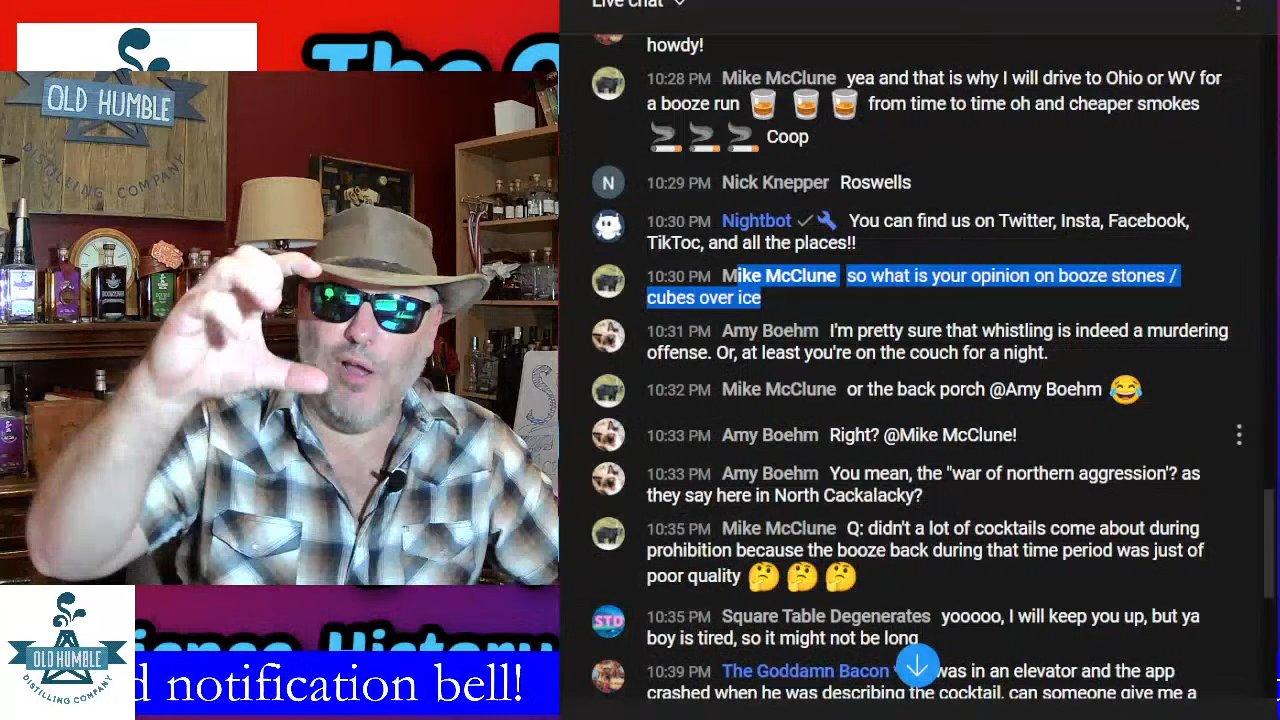 Live chat
The
OLD HUMBLE
DISTILLING COMPANY
howdy!
10:28 PM Mike McClune yea and that is why I will drive to Ohio or WV for
a booze run 🥃 🥃 🥃 from time to time oh and cheaper smokes
🚬 🚬 🚬 Coop
N 10:29 PM Nick Knepper Roswells
10:30 PM Nightbot You can find us on Twitter, Insta, Facebook,
TikToc, and all the places!!
10:30 PM Mike McClune so what is your opinion on booze stones /
cubes over ice
10:31 PM Amy Boehm I'm pretty sure that whistling is indeed a murdering
offense. Or, at least you're on the couch for a night.
10:32 PM Mike McClune or the back porch @Amy Boehm 😂
10:33 PM Amy Boehm Right? @Mike McClune!
10:33 PM Amy Boehm You mean, the "war of northern aggression'? as
they say here in North Cackalacky?
10:35 PM Mike McClune Q: didn't a lot of cocktails come about during
prohibition because the booze back during that time period was just of
poor quality 🤔 🤔 🤔
STD 10:35 PM Square Table Degenerates yooooo, I will keep you up, but ya
boy is tired, so it might not be long
10:39 PM The Goddamn Bacon was in an elevator and the app
crashed when he was describing the cocktail. can someone give me a
ience, History
OLD HUMBLE
DISTILLING COMPANY
d notification bell!